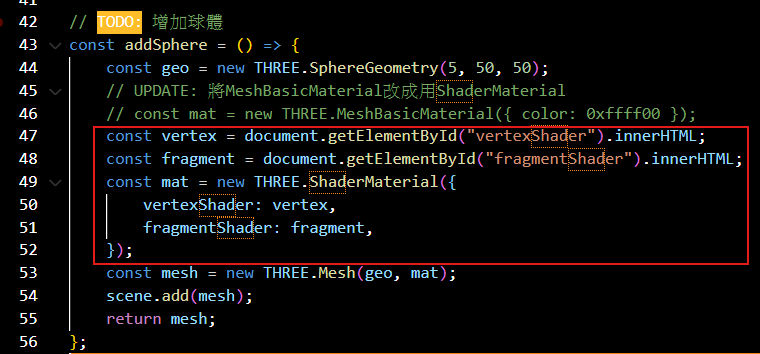 42 // TODO: 增加球體
43 const addSphere = () => {
44 const geo = new THREE.SphereGeometry(5, 50, 50);
45 // UPDATE: 將MeshBasicMaterial改成用ShaderMaterial
46 // const mat = new THREE.MeshBasicMaterial({ color: 0xffff00 });
47 const vertex = document.getElementById("vertexShader").innerHTML;
48 const fragment = document.getElementById("fragmentShader").innerHTML;
49 const mat = new THREE.ShaderMaterial({
50 vertexShader: vertex,
51 fragmentShader: fragment,
52 });
53 const mesh = new THREE.Mesh(geo, mat);
54 scene.add(mesh);
55 return mesh;
56 };